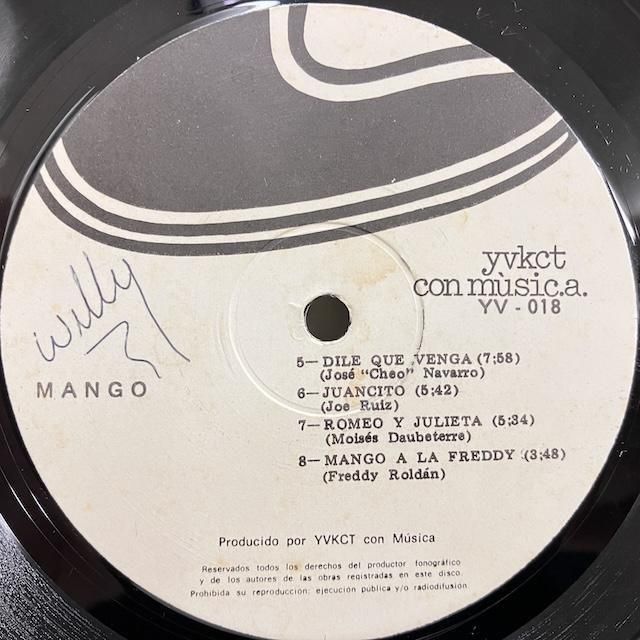 yvkct
con mùsic.a.
YV - 018
willy
MANGO
5—DILE QUE VENGA (7;58)
(José "Cheo" Navarro)
6—JUANCITO (5;42)
(Joe Ruiz)
7—ROMEO Y JULIETA (5;34)
(Moisés Daubeterre)
8—MANGO A LA FREDDY (3;48)
(Freddy Roldán)
Producido por YVKCT con Música
Reservados todos los derechos del productor fonográfico
y de los autores de las obras registradas en este disco.
Prohibida su reproducción; ejecución pública y/o radiodifusión.